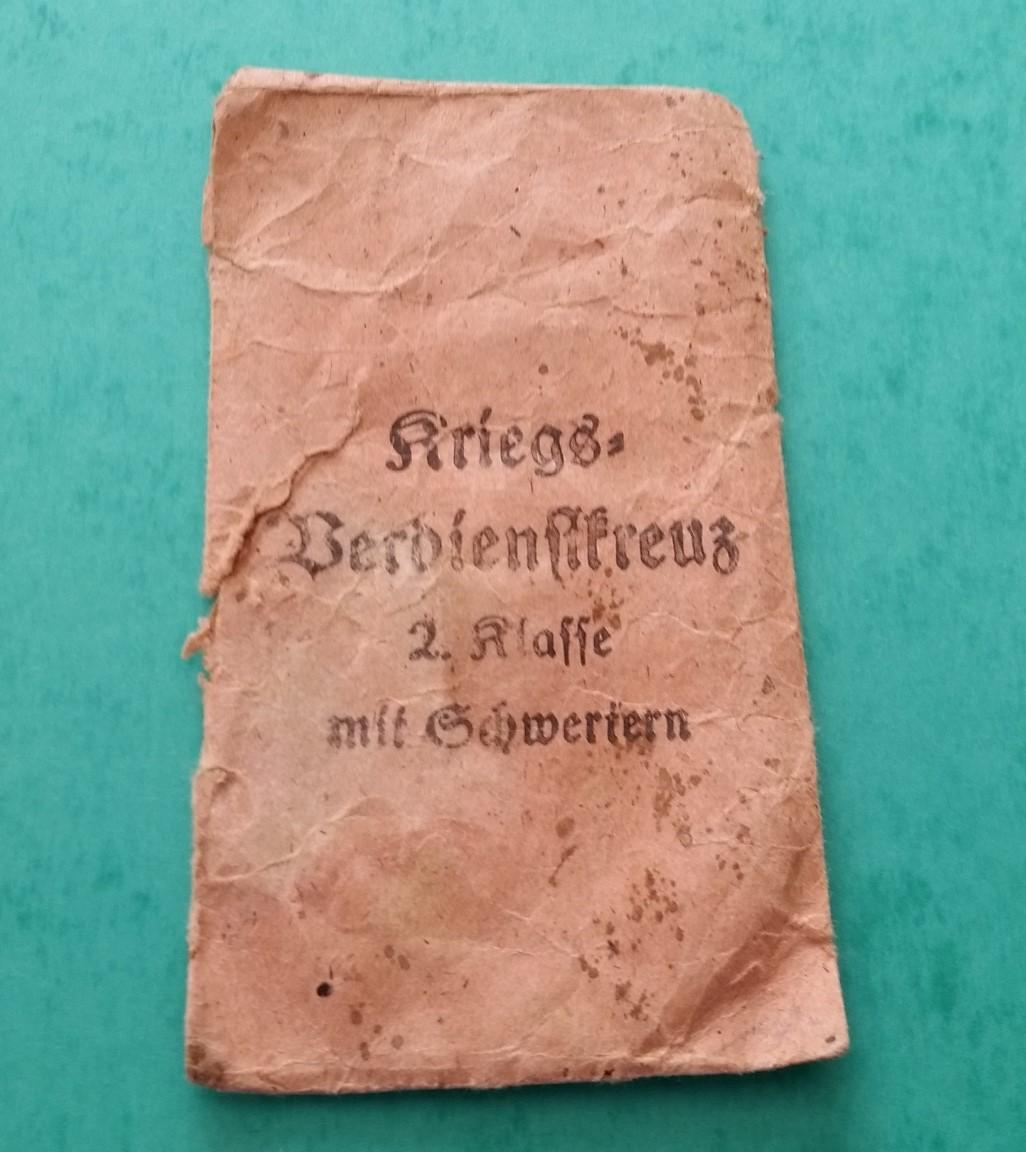 Kriegs-
Verdienstkreuz
2. Klasse
mit Schwertern